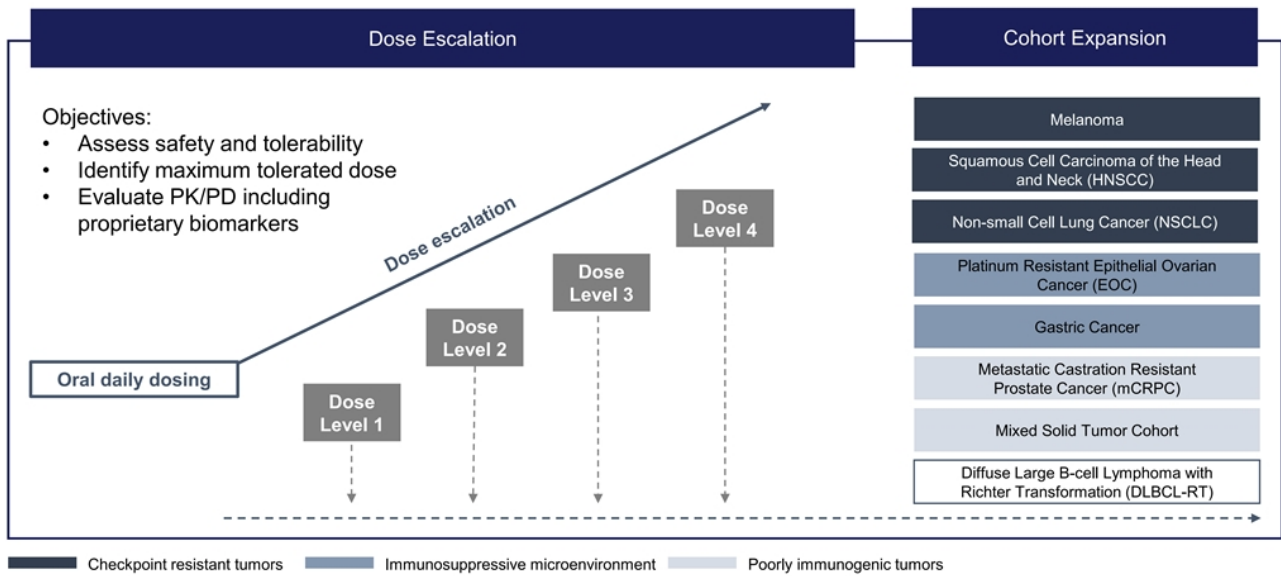 Dose Escalation
Cohort Expansion
Objectives:
• Assess safety and tolerability
• Identify maximum tolerated dose
• Evaluate PK/PD including
proprietary biomarkers
Dose escalation
Oral daily dosing
Dose
Level 1
Dose
Level 2
Dose
Level 3
Dose
Level 4
Melanoma
Squamous Cell Carcinoma of the Head
and Neck (HNSCC)
Non-small Cell Lung Cancer (NSCLC)
Platinum Resistant Epithelial Ovarian
Cancer (EOC)
Gastric Cancer
Metastatic Castration Resistant
Prostate Cancer (mCRPC)
Mixed Solid Tumor Cohort
Diffuse Large B-cell Lymphoma with
Richter Transformation (DLBCL-RT)
Checkpoint resistant tumors
Immunosuppressive microenvironment
Poorly immunogenic tumors